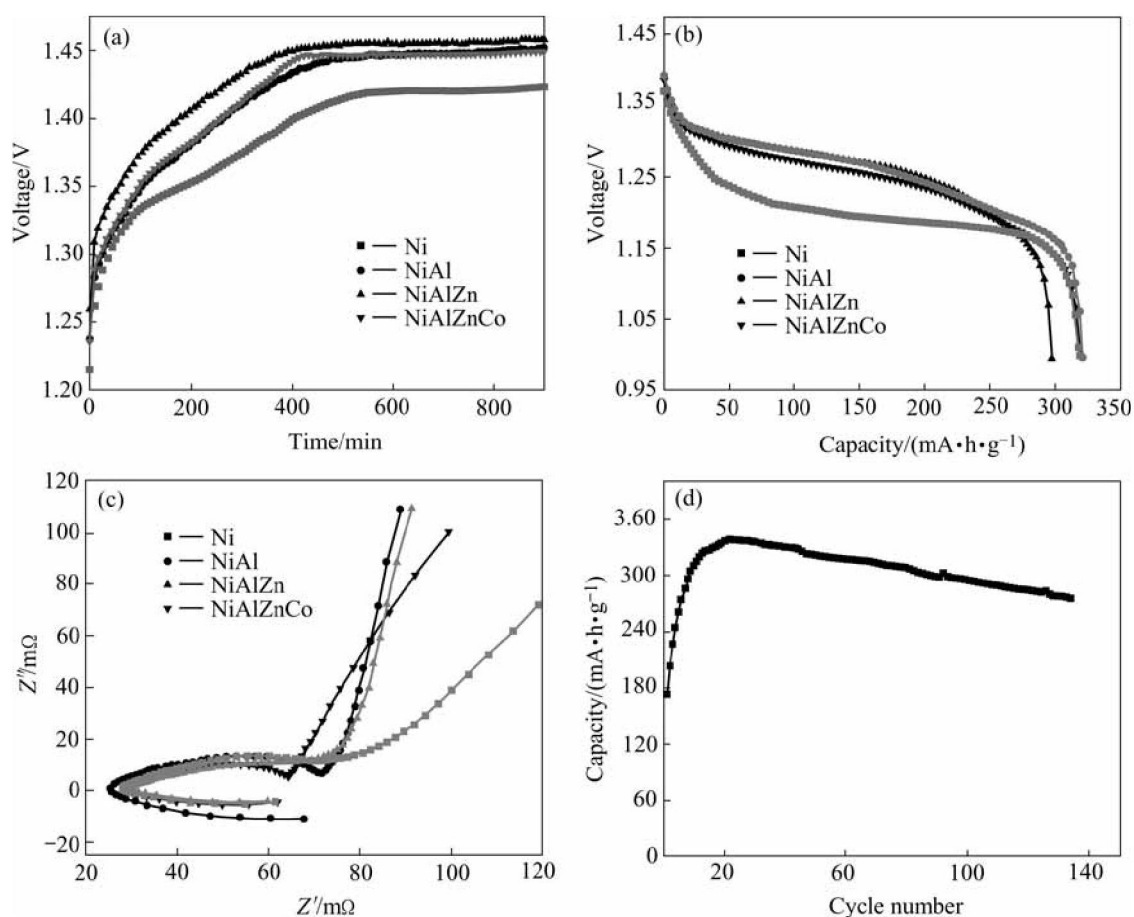 (a)
1.45
1.40
1.35
1.30
1.25
1.20
Voltage/V
Ni
NiAl
NiAlZn
NiAlZnCo
0 200 400 600 800
Time/min
(b)
1.45
1.35
1.25
1.15
1.05
0.95
Voltage/V
Ni
NiAl
NiAlZn
NiAlZnCo
0 50 100 150 200 250 300 350
Capacity/(mA•h•g⁻¹)
(c)
120
100
80
60
40
20
0
−20
Z″/mΩ
Ni
NiAl
NiAlZn
NiAlZnCo
20 40 60 80 100 120
Z′/mΩ
(d)
3.60
300
240
180
120
60
0
Capacity/(mA•h•g⁻¹)
20 60 100 140
Cycle number